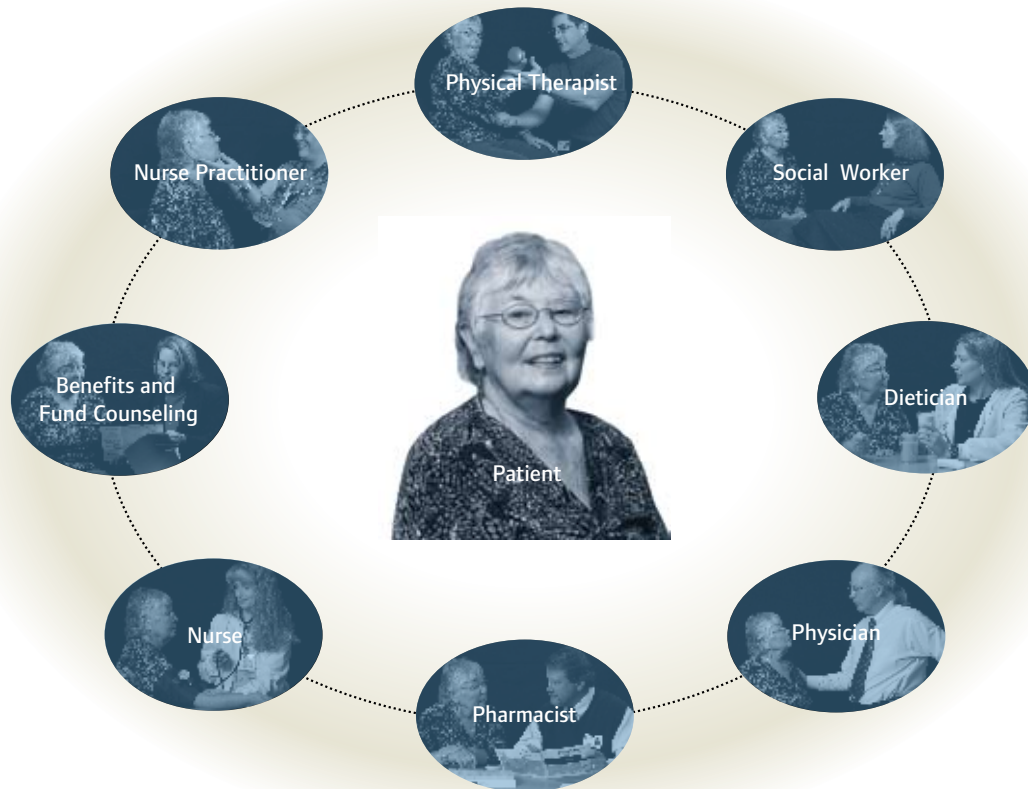 Physical Therapist
Nurse Practitioner
Social Worker
Benefits and
Fund Counseling
Dietician
Patient
Nurse
Physician
Pharmacist